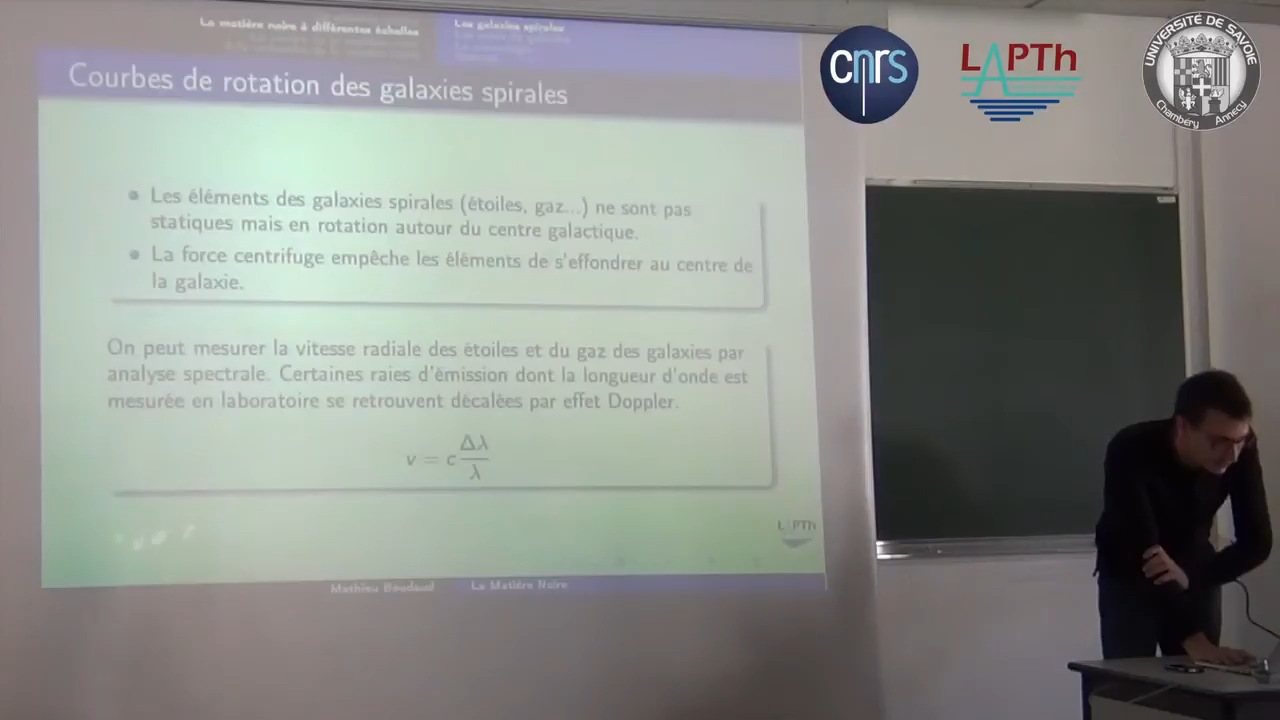 La matière noire à différentes échelles
Les galaxies spirales
Courbes de rotation des galaxies spirales
Les éléments des galaxies spirales (étoiles, gaz...) ne sont pas
statiques mais en rotation autour du centre galactique.
La force centrifuge empêche les éléments de s'effondrer au centre de
la galaxie.
On peut mesurer la vitesse radiale des étoiles et du gaz des galaxies par
analyse spectrale. Certaines raies d'émission dont la longueur d'onde est
mesurée en laboratoire se retrouvent décalées par effet Doppler.
v = c Δλ/λ
LAPTh
Mathieu Boudaud La Matière Noire
cnrs
LAPTh
UNIVERSITÉ DE SAVOIE
Chambéry Annecy